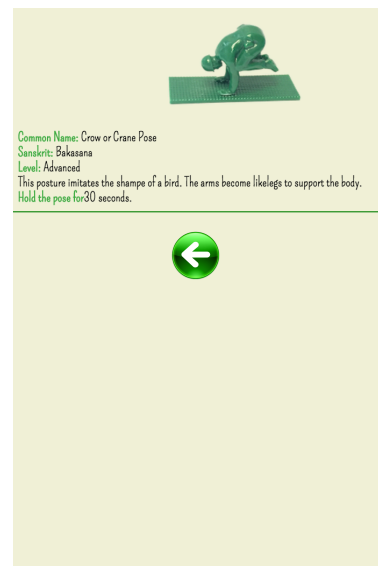 Common Name: Crow or Crane Pose
Sanskrit: Bakasana
Level: Advanced
This posture imitates the shampe of a bird. The arms become likelegs to support the body.
Hold the pose for30 seconds.